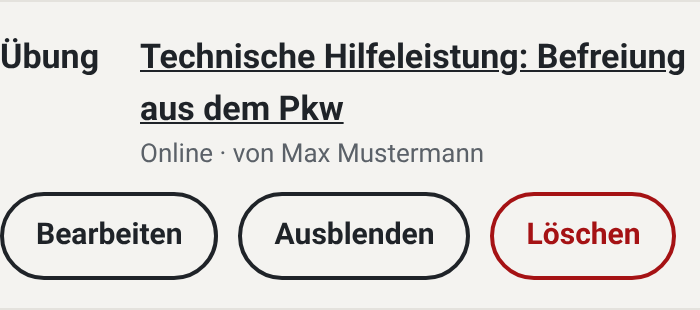 Übung
Technische Hilfeleistung: Befreiung
aus dem Pkw
Online · von Max Mustermann
Bearbeiten
Ausblenden
Löschen